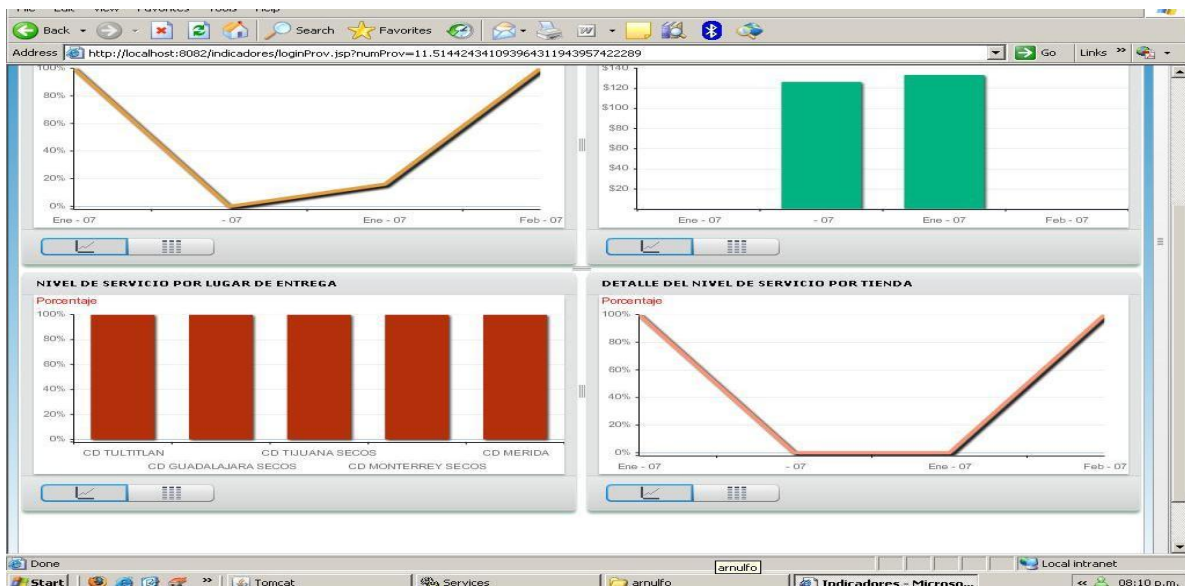 File Edit View Favorites Tools Help
Back Search Favorites
Address http://localhost:8082/indicadores/loginProv.jsp?numProv=11.514424341093964311943957422289 Go Links »
100%
80%
60%
40%
20%
0%
Ene - 07 - 07 Ene - 07 Feb - 07
$140
$120
$100
$80
$60
$40
$20
Ene - 07 - 07 Ene - 07 Feb - 07
NIVEL DE SERVICIO POR LUGAR DE ENTREGA
Porcentaje
100%
80%
60%
40%
20%
0%
CD TULTITLAN CD TIJUANA SECOS CD MERIDA
CD GUADALAJARA SECOS CD MONTERREY SECOS
DETALLE DEL NIVEL DE SERVICIO POR TIENDA
Porcentaje
100%
80%
60%
40%
20%
0%
Ene - 07 - 07 Ene - 07 Feb - 07
Done Local intranet
arnulfo
Start » Tomcat Services arnulfo Indicadores - Microso... « 08:10 p.m.